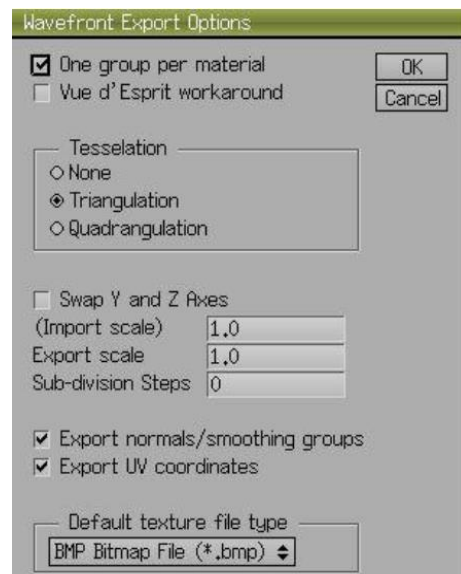 Wavefront Export Options
One group per material
OK
Vue d'Esprit workaround
Cancel
Tesselation
None
Triangulation
Quadrangulation
Swap Y and Z Axes
(Import scale) 1.0
Export scale 1.0
Sub-division Steps 0
Export normals/smoothing groups
Export UV coordinates
Default texture file type
BMP Bitmap File (*.bmp)